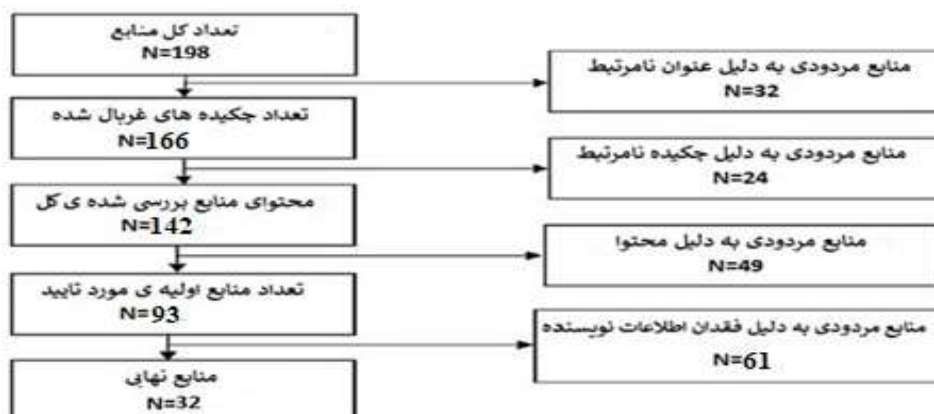 تعداد کل منابع
N=198
منابع مردودی به دلیل عنوان نامرتبط
N=32
تعداد چکیده های غربال شده
N=166
منابع مردودی به دلیل چکیده نامرتبط
N=24
محتوای منابع بررسی شده ی کل
N=142
منابع مردودی به دلیل محتوا
N=49
تعداد منابع اولیه ی مورد تایید
N=93
منابع مردودی به دلیل فقدان اطلاعات نویسنده
N=61
منابع نهایی
N=32